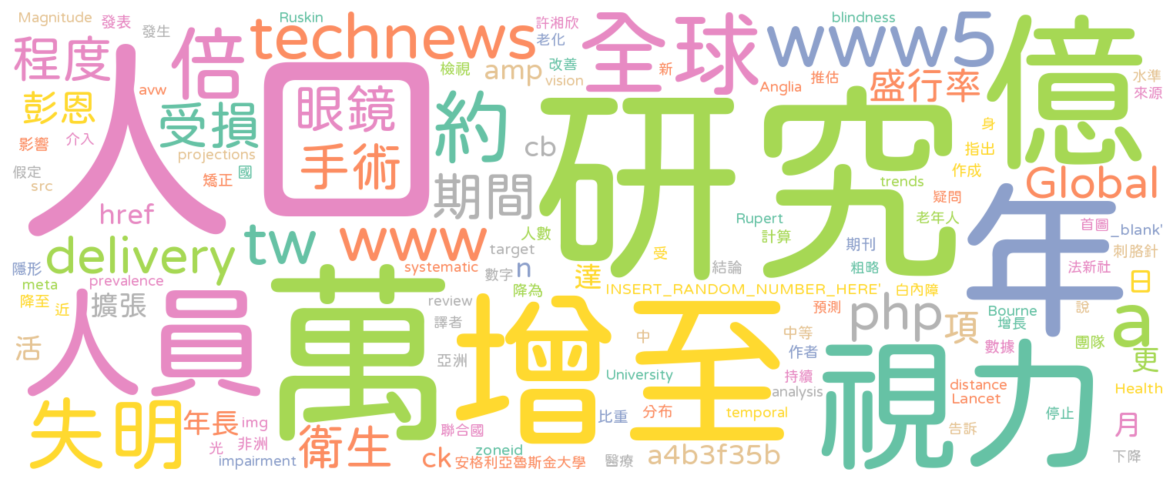 Magnitude
發表
發生
Ruskin
程度
人
倍
technews
全球
許湘欣
老化
改善
vision
新
www5
blindness
億
水準
來源
檢視
amp
Anglia
推估
盛行率
avw
彭恩
受損
影響
介入
projections
假定
src
矯正
國
口
眼鏡
手術
約
cb
研究
身
指出
作成
trends
疑問
老年人
Global
href
期間
人數
受
Rupert
計算
期刊
粗略
年
首圖
_blank'
刺胳針
法新社
delivery
tw
www
target
systematic
數字
n
達
結論
隱形
meta
prevalence
降至
近
擴張
降為
INSERT_RANDOM_NUMBER_HERE'
白內障
日
人員
萬
review
譯者
增至
中
預測
中等
作者
php
項
Bourne
增長
說
a
數據
團隊
更
活
亞洲
University
持續
analysis
視力
distance
Lancet
Health
失明
年長
img
光
非洲
impairment
衛生
聯合國
zoneid
ck
安格利亞魯斯金大學
比重
分布
temporal
醫療
a4b3f35b
停止
告訴
月
下降